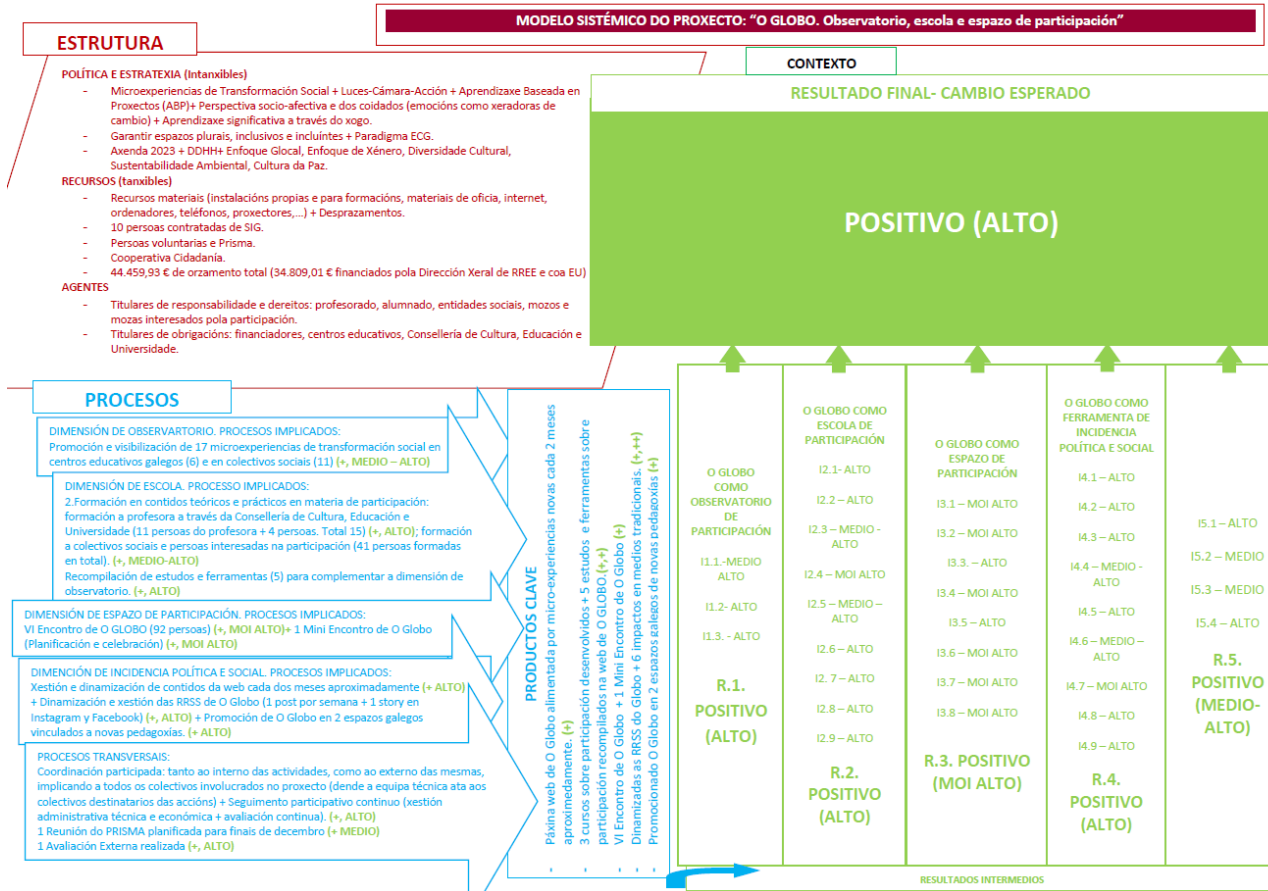 MODELO SISTÉMICO DO PROXECTO: “O GLOBO. Observatorio, escola e espazo de participación”
ESTRUTURA
POLÍTICA E ESTRATEXIA (Intanxibles)
- Microexperiencias de Transformación Social + Luces-Cámara-Acción + Aprendizaxe Baseada en
Proxectos (ABP)+ Perspectiva socio-afectiva e dos coidados (emocións como xeradoras de
cambio) + Aprendizaxe significativa a través do xogo.
- Garantir espazos plurais, inclusivos e incluíntes + Paradigma ECG.
- Axenda 2023 + DDHH+ Enfoque Glocal, Enfoque de Xénero, Diversidade Cultural,
Sustentabilidade Ambiental, Cultura da Paz.
RECURSOS (tanxibles)
- Recursos materiais (instalacións propias e para formacións, materiais de oficia, internet,
ordenadores, teléfonos, proxectores,...) + Desprazamentos.
- 10 persoas contratadas de SIG.
- Persoas voluntarias e Prisma.
- Cooperativa Cidadanía.
- 44.459,93 € de orzamento total (34.809,01 € financiados pola Dirección Xeral de RREE e coa EU)
AGENTES
- Titulares de responsabilidade e dereitos: profesorado, alumnado, entidades sociais, mozos e
mozas interesados pola participación.
- Titulares de obrigacións: financiadores, centros educativos, Consellería de Cultura, Educación e
Universidade.
CONTEXTO
RESULTADO FINAL- CAMBIO ESPERADO
POSITIVO (ALTO)
PROCESOS
DIMENSIÓN DE OBSERVARTORIO. PROCESOS IMPLICADOS:
Promoción e visibilización de 17 microexperiencias de transformación social en
centros educativos galegos (6) e en colectivos sociais (11) (+, MEDIO – ALTO)
DIMENSIÓN DE ESCOLA. PROCESSO IMPLICADOS:
2.Formación en contidos teóricos e prácticos en materia de participación:
formación a profesora a través da Consellería de Cultura, Educación e
Universidade (11 persoas do profesora + 4 persoas. Total 15) (+, ALTO); formación
a colectivos sociais e persoas interesadas na participación (41 persoas formadas
en total). (+, MEDIO-ALTO)
Recompilación de estudos e ferramentas (5) para complementar a dimensión de
observatorio. (+, ALTO)
DIMENSIÓN DE ESPAZO DE PARTICIPACIÓN. PROCESOS IMPLICADOS:
VI Encontro de O GLOBO (92 persoas) (+, MOI ALTO)+ 1 Mini Encontro de O Globo
(Planificación e celebración) (+, MOI ALTO)
DIMENCIÓN DE INCIDENCIA POLÍTICA E SOCIAL. PROCESOS IMPLICADOS:
Xestión e dinamización de contidos da web cada dos meses aproximadamente (+ ALTO)
+ Dinamización e xestión das RRSS de O Globo (1 post por semana + 1 story en
Instagram y Facebook) (+, ALTO) + Promoción de O Globo en 2 espazos galegos
vinculados a novas pedagoxías. (+ ALTO)
PROCESOS TRANSVERSAIS:
Coordinación participada: tanto ao interno das actividades, como ao externo das mesmas,
implicando a todos os colectivos involucrados no proxecto (dende a equipa técnica ata aos
colectivos destinatarios das accións) + Seguimento participativo continuo (xestión
administrativa técnica e económica + avaliación continua). (+, ALTO)
1 Reunión do PRISMA planificada para finais de decembro (+ MEDIO)
1 Avaliación Externa realizada (+, ALTO)
PRODUCTOS CLAVE
- Páxina web de O Globo alimentada por micro-experiencias novas cada 2 meses
aproximedamente. (+)
- 3 cursos sobre participación desenvolvidos + 5 estudos e ferramentas sobre
participación recompilados na web de O GLOBO.(+,+)
- VI Encontro de O Globo + 1 Mini Encontro de O Globo (+)
- Dinamizadas as RRSS do Globo + 6 impactos en medios tradicionais. (+,++)
- Promocionado O Globo en 2 espazos galegos de novas pedagoxías (+)
O GLOBO
COMO
OBSERVATORIO
DE
PARTICIPACIÓN
I1.1.-MEDIO
ALTO
I1.2- ALTO
I1.3. - ALTO
R.1.
POSITIVO
(ALTO)
O GLOBO COMO
ESCOLA DE
PARTICIPACIÓN
I2.1- ALTO
I2.2 – ALTO
I2.3 – MEDIO -
ALTO
I2.4 – MOI ALTO
I2.5 – MEDIO –
ALTO
I2.6 – ALTO
I2. 7 – ALTO
I2.8 – ALTO
I2.9 – ALTO
R.2.
POSITIVO
(ALTO)
O GLOBO COMO
ESPAZO DE
PARTICIPACIÓN
I3.1 – MOI ALTO
I3.2 – MOI ALTO
I3.3. – ALTO
I3.4 – MOI ALTO
I3.5 – ALTO
I3.6 – MOI ALTO
I3.7 – MOI ALTO
I3.8 – MOI ALTO
R.3. POSITIVO
(MOI ALTO)
O GLOBO COMO
FERRAMENTA DE
INCIDENCIA
POLÍTICA E SOCIAL
I4.1 – ALTO
I4.2 – ALTO
I4.3 – ALTO
I4.4 – MEDIO -
ALTO
I4.5 – ALTO
I4.6 – MEDIO –
ALTO
I4.7 – MOI ALTO
I4.8 – ALTO
I4.9 – ALTO
R.4.
POSITIVO
(ALTO)
I5.1 – ALTO
I5.2 – MEDIO
I5.3 – MEDIO
I5.4 – ALTO
R.5.
POSITIVO
(MEDIO-
ALTO)
RESULTADOS INTERMEDIOS